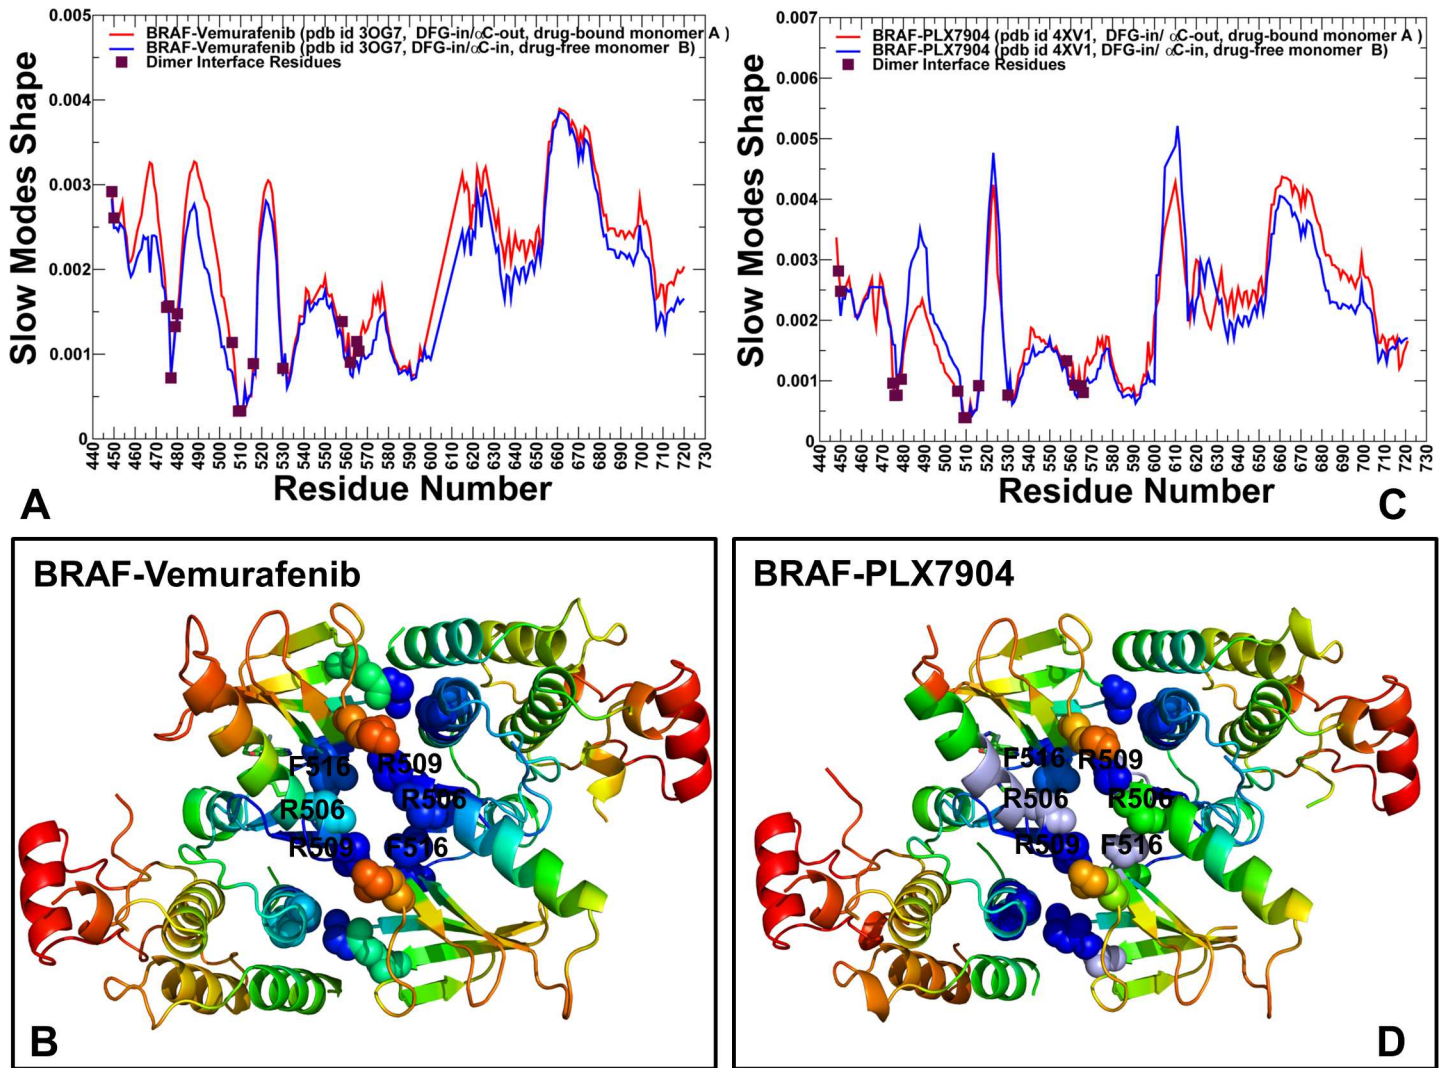 BRAF-Vemurafenib (pdb id 3OG7, DFG-in/αC-out, drug-bound monomer A )
BRAF-Vemurafenib (pdb id 3OG7, DFG-in/αC-in, drug-free monomer B)
Dimer Interface Residues
Slow Modes Shape
0.005
0.004
0.003
0.002
0.001
0
440 450 460 470 480 490 500 510 520 530 540 550 560 570 580 590 600 610 620 630 640 650 660 670 680 690 700 710 720 730
Residue Number
A
BRAF-PLX7904 (pdb id 4XV1, DFG-in/ αC-out, drug-bound monomer A )
BRAF-PLX7904 (pdb id 4XV1, DFG-in/ αC-in, drug-free monomer B)
Dimer Interface Residues
Slow Modes Shape
0.007
0.006
0.005
0.004
0.003
0.002
0.001
0
440 450 460 470 480 490 500 510 520 530 540 550 560 570 580 590 600 610 620 630 640 650 660 670 680 690 700 710 720 730
Residue Number
C
BRAF-Vemurafenib
F516 R509
R506 R506
R509 F516
B
BRAF-PLX7904
F516 R509
R506 R506
R509 F516
D